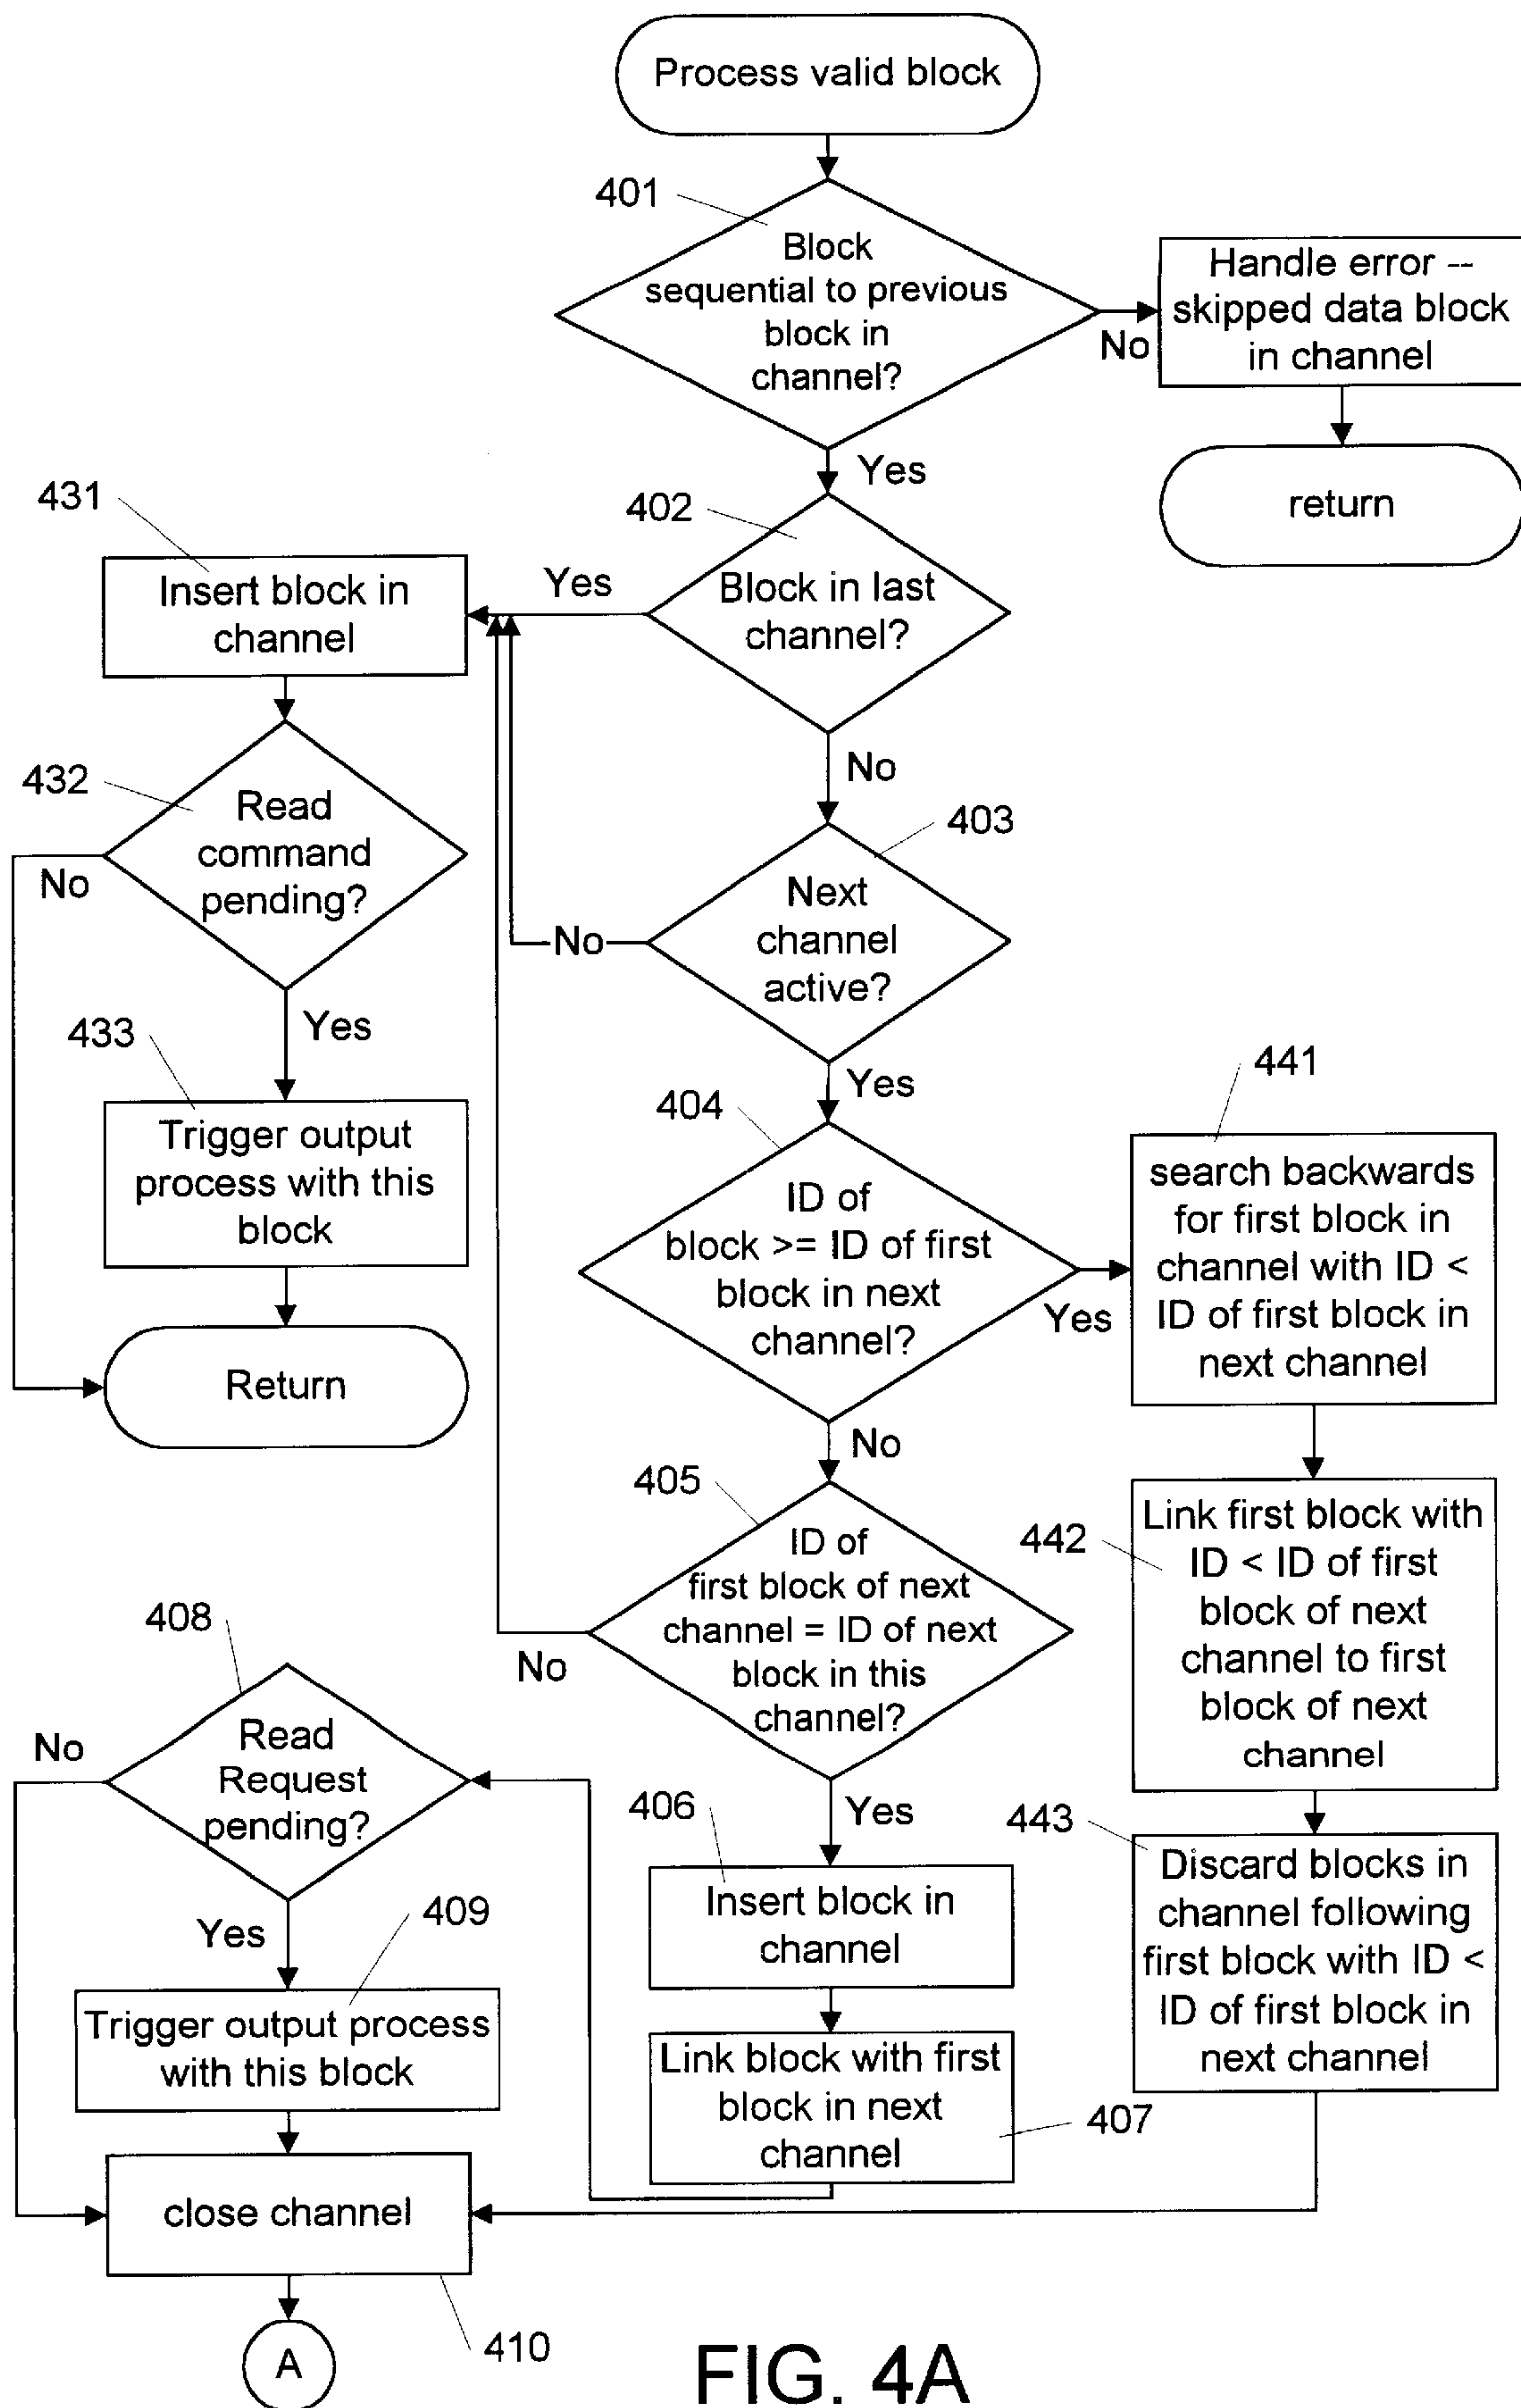 Process valid block
401
Block
sequential to previous
block in
channel?
No
Handle error --
skipped data block
in channel
return
Yes
402
Block in last
channel?
Yes
431
Insert block in
channel
No
432
Read
command
pending?
No
403
Next
channel
active?
No
Yes
433
Trigger output
process with this
block
Return
Yes
404
ID of
block >= ID of first
block in next
channel?
Yes
441
search backwards
for first block in
channel with ID <
ID of first block in
next channel
No
405
ID of
first block of next
channel = ID of next
block in this
channel?
No
442
Link first block with
ID < ID of first
block of next
channel to first
block of next
channel
408
Read
Request
pending?
No
Yes
406
Insert block in
channel
443
Discard blocks in
channel following
first block with ID <
ID of first block in
next channel
Yes
409
Trigger output process
with this block
Link block with first
block in next
channel
407
close channel
410
A
FIG. 4A